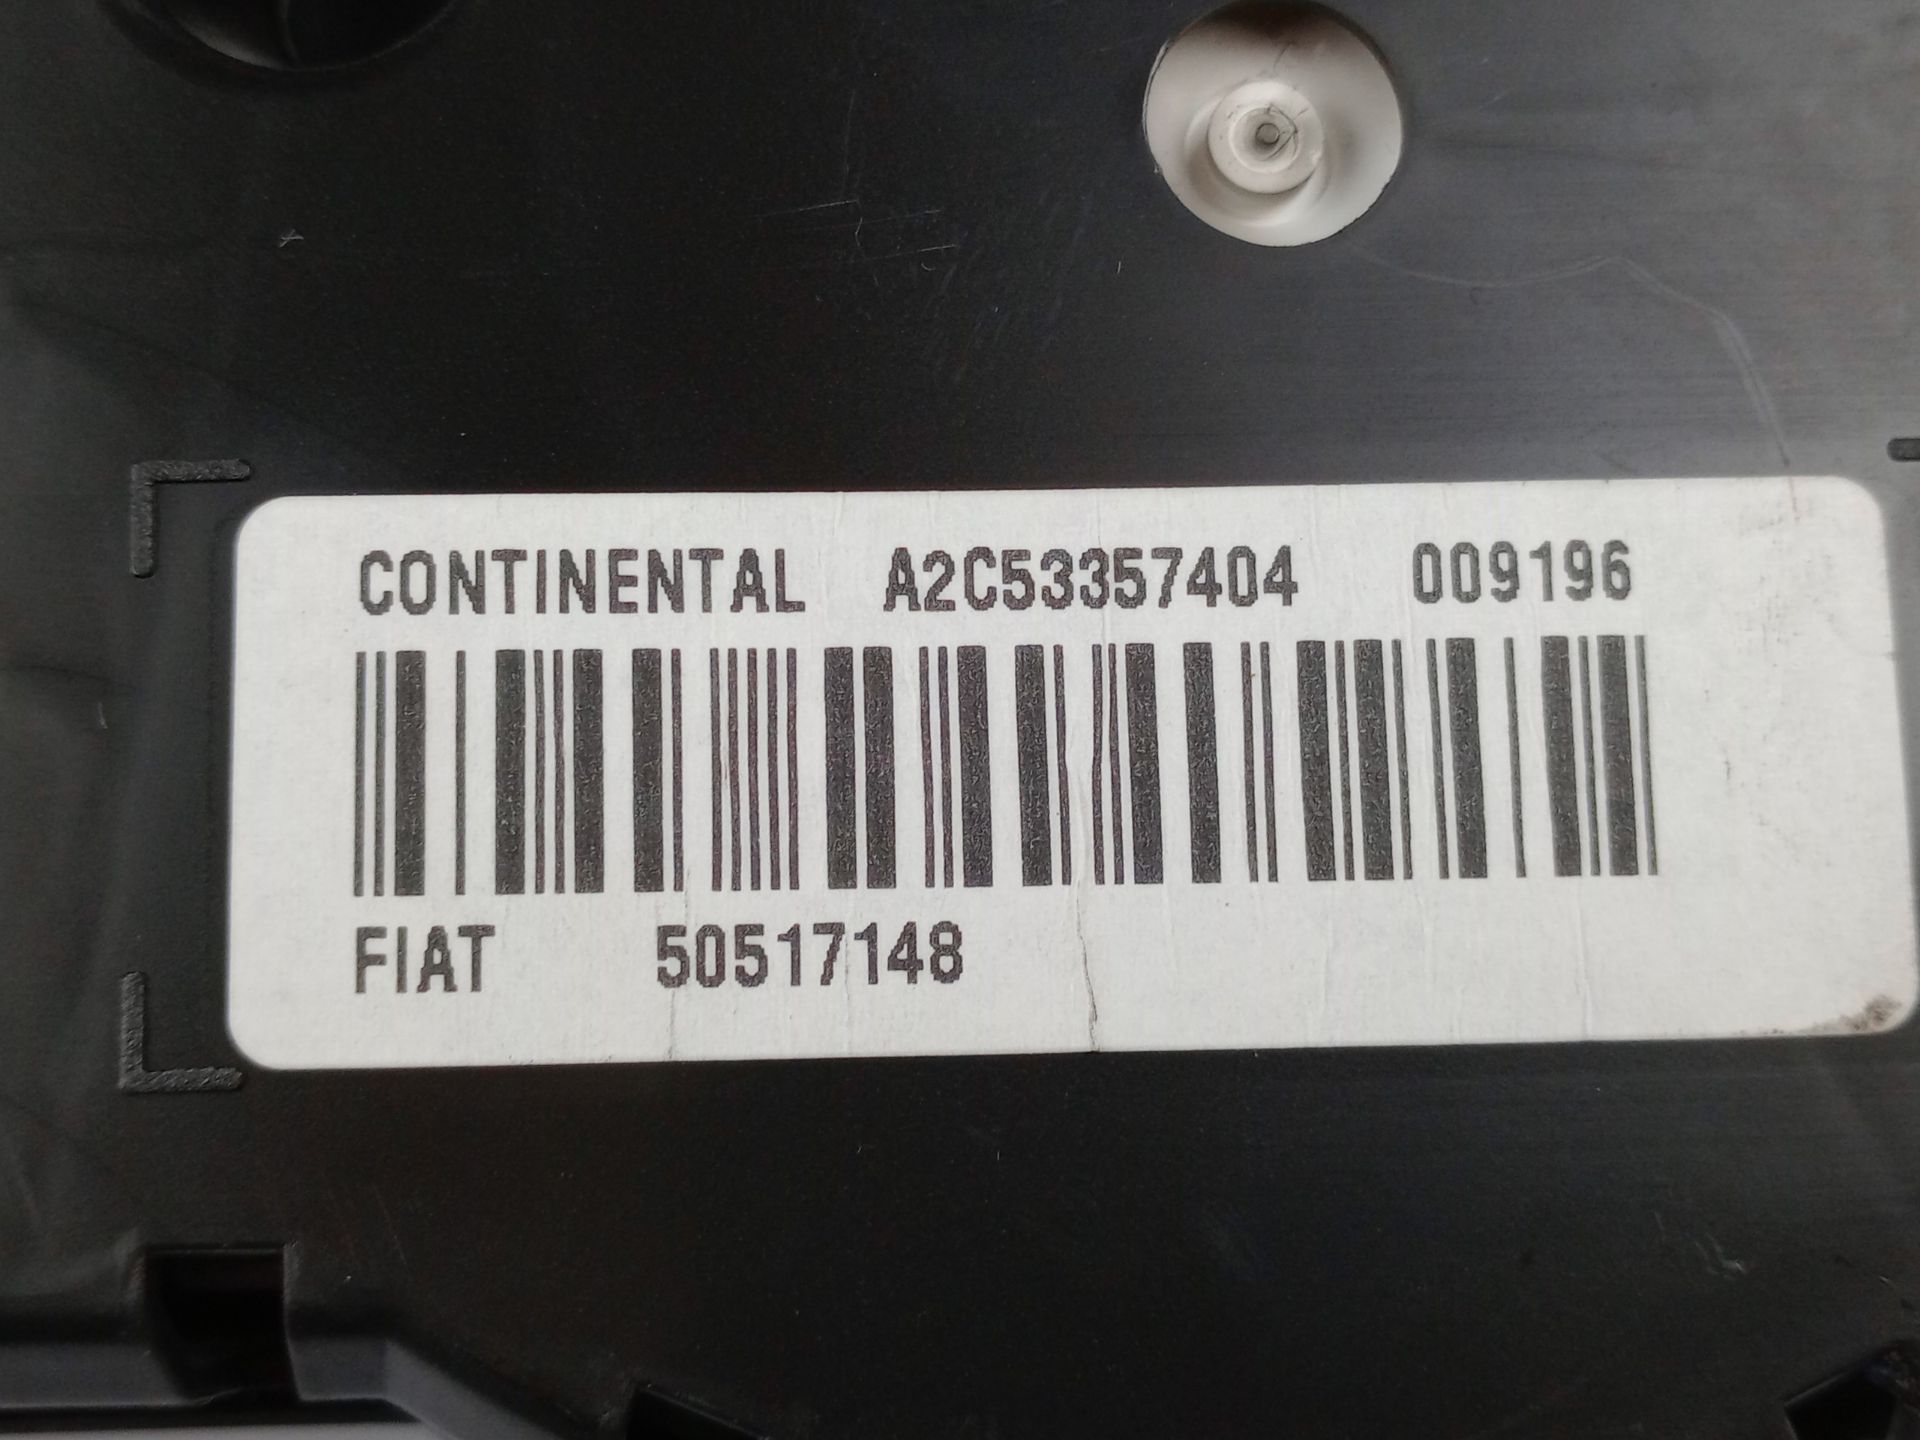 CONTINENTAL A2C53357404 009196
FIAT 50517148